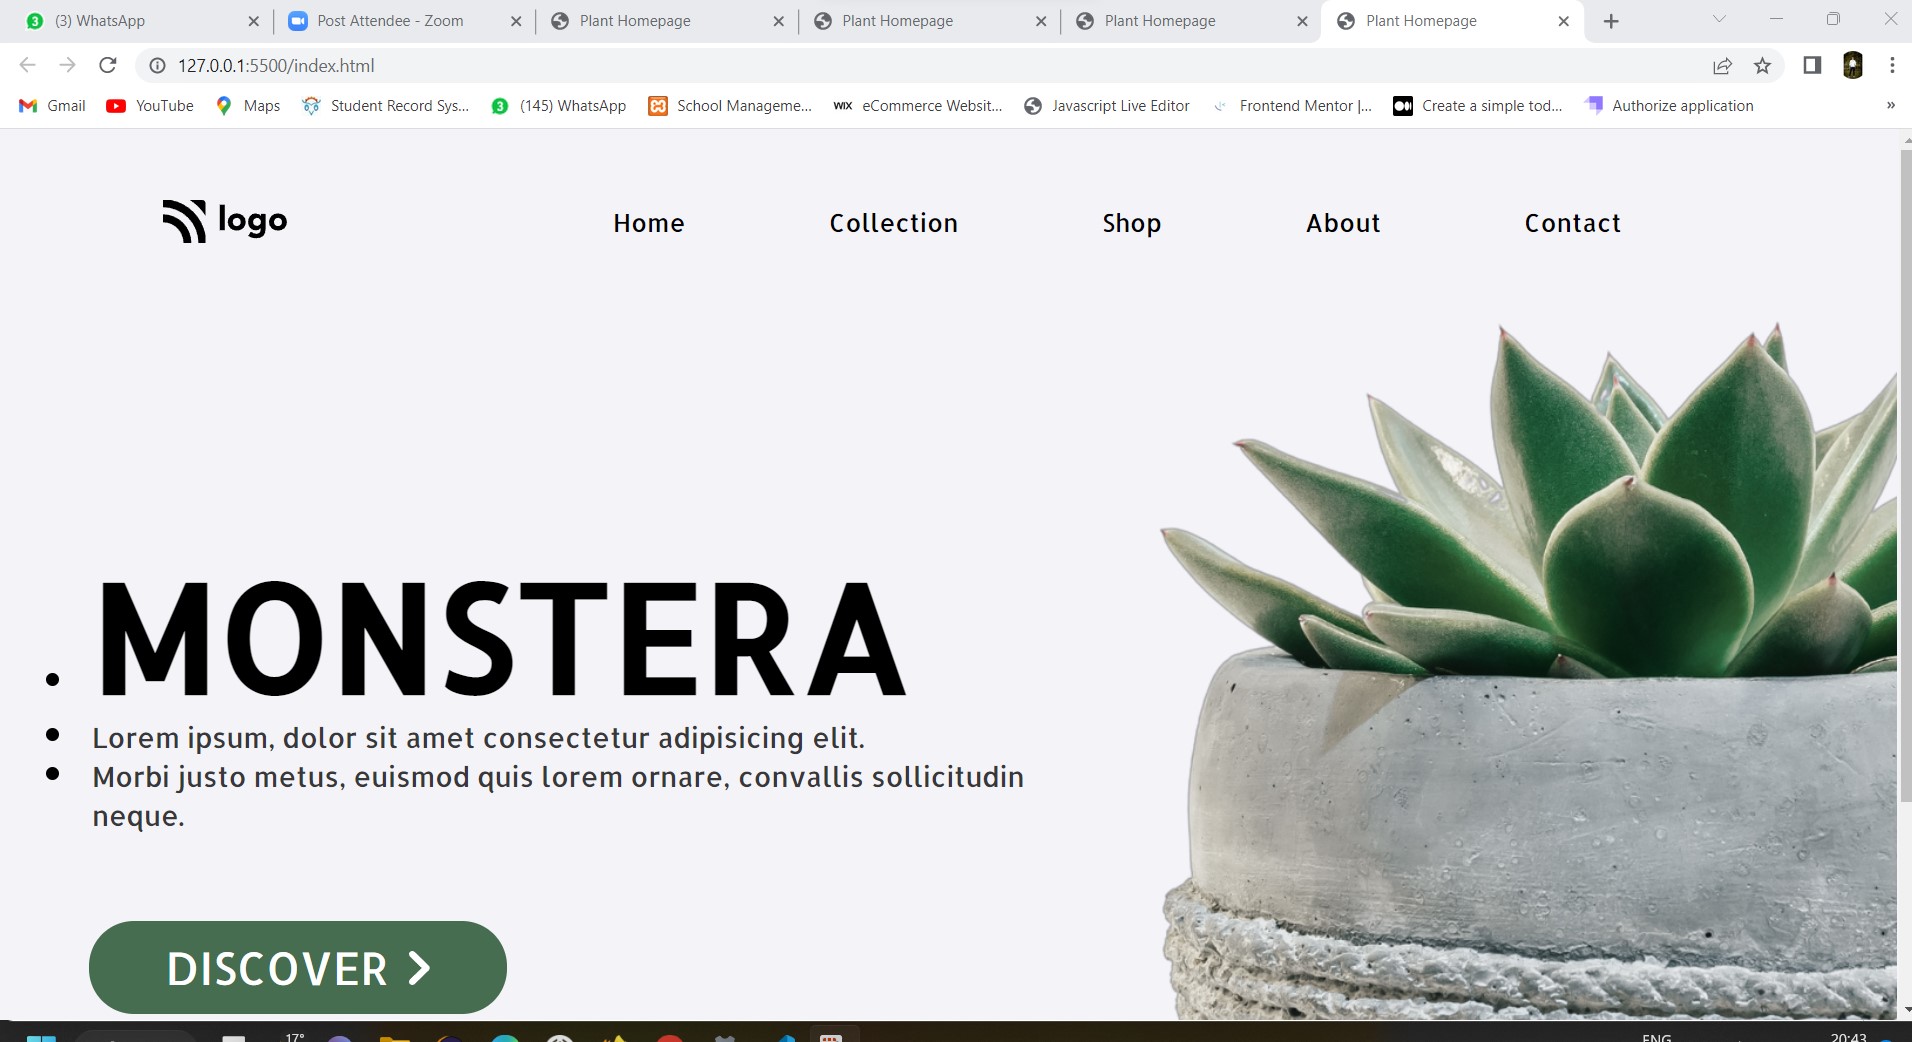 (3) WhatsApp
Post Attendee - Zoom
Plant Homepage
Plant Homepage
Plant Homepage
Plant Homepage
127.0.0.1:5500/index.html
Gmail
YouTube
Maps
Student Record Sys...
(145) WhatsApp
School Manageme...
WIX eCommerce Websit...
Javascript Live Editor
Frontend Mentor |...
Create a simple tod...
Authorize application
»
logo
Home
Collection
Shop
About
Contact
MONSTERA
Lorem ipsum, dolor sit amet consectetur adipisicing elit.
Morbi justo metus, euismod quis lorem ornare, convallis sollicitudin
neque.
DISCOVER
17°
ENG
20:43